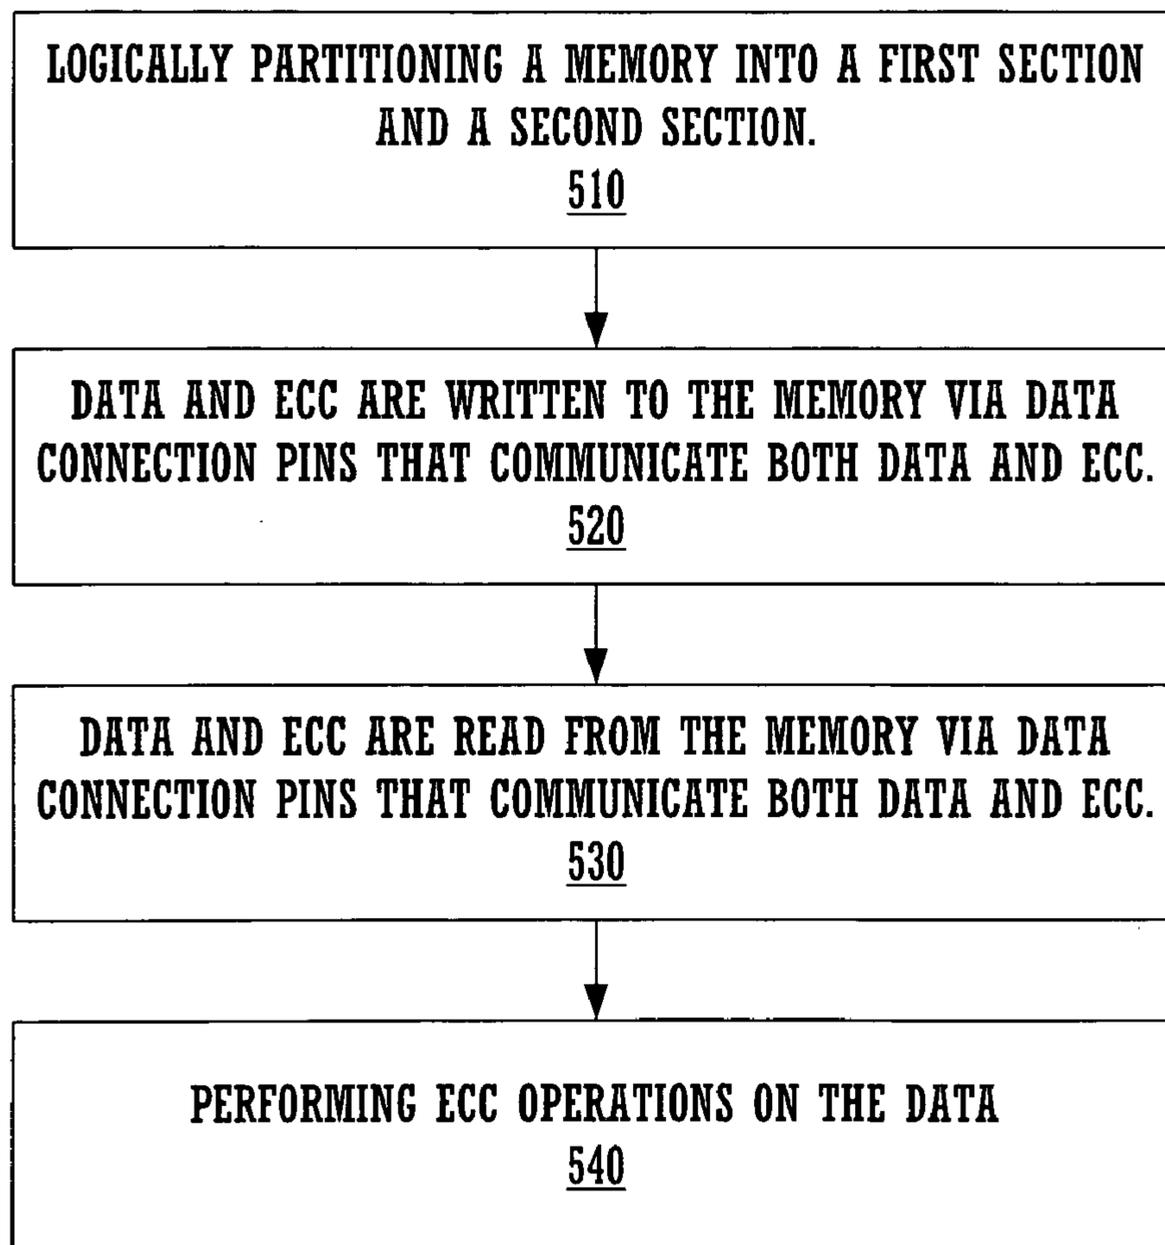 LOGICALLY PARTITIONING A MEMORY INTO A FIRST SECTION
AND A SECOND SECTION.
510
DATA AND ECC ARE WRITTEN TO THE MEMORY VIA DATA
CONNECTION PINS THAT COMMUNICATE BOTH DATA AND ECC.
520
DATA AND ECC ARE READ FROM THE MEMORY VIA DATA
CONNECTION PINS THAT COMMUNICATE BOTH DATA AND ECC.
530
PERFORMING ECC OPERATIONS ON THE DATA
540